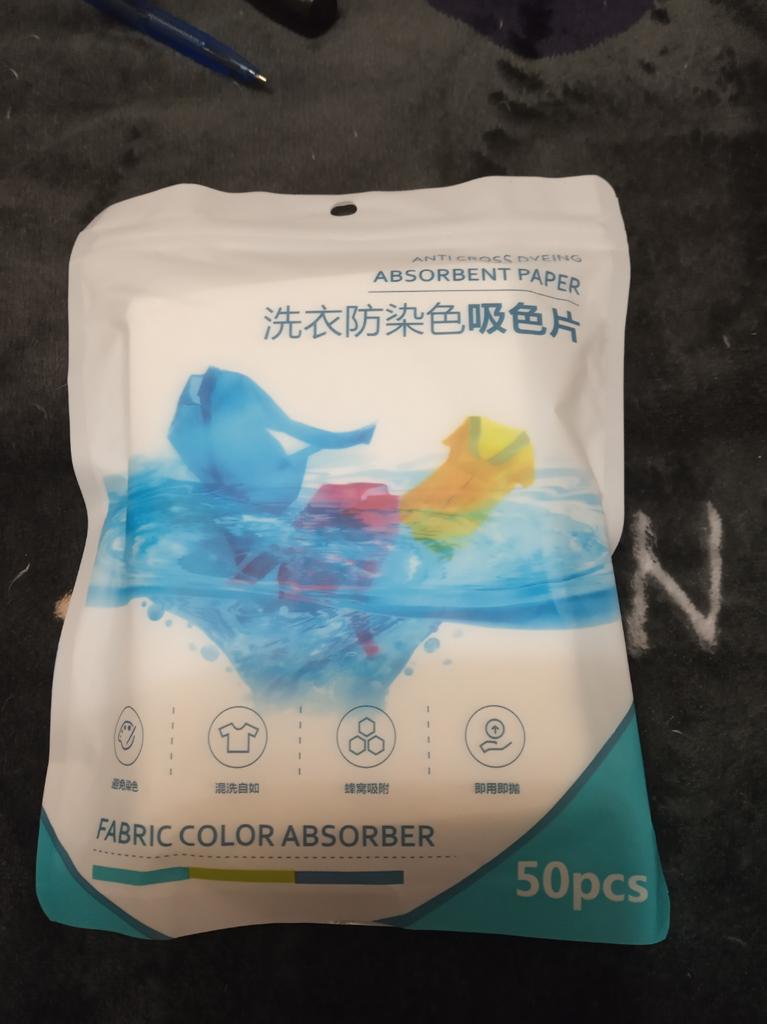 ANTI CROSS DYEING
ABSORBENT PAPER
洗衣防染色吸色片
避免染色
混洗自如
蜂窝吸附
即用即抛
FABRIC COLOR ABSORBER
50pcs
N